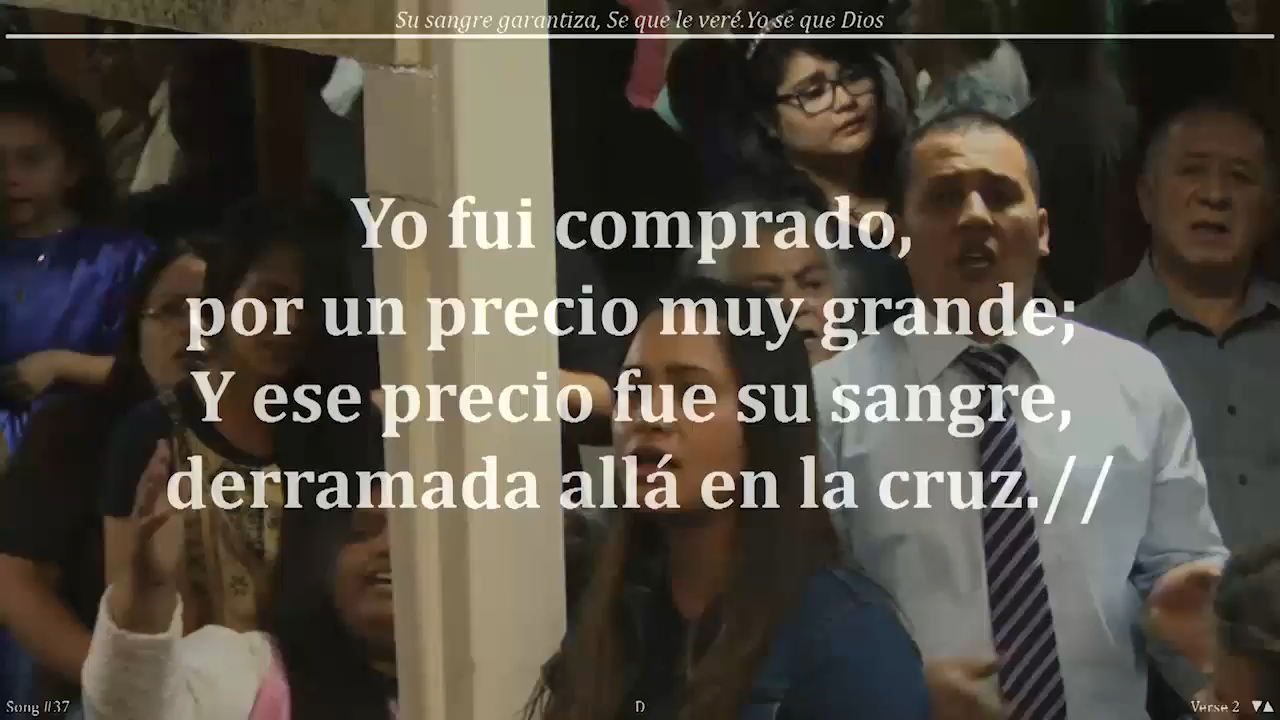 Su sangre garantiza, Se que le veré.Yo se que Dios
Yo fui comprado,
por un precio muy grande;
Y ese precio fue su sangre,
derramada allá en la cruz.//
Song #37
D
Verse 2 ▼▲